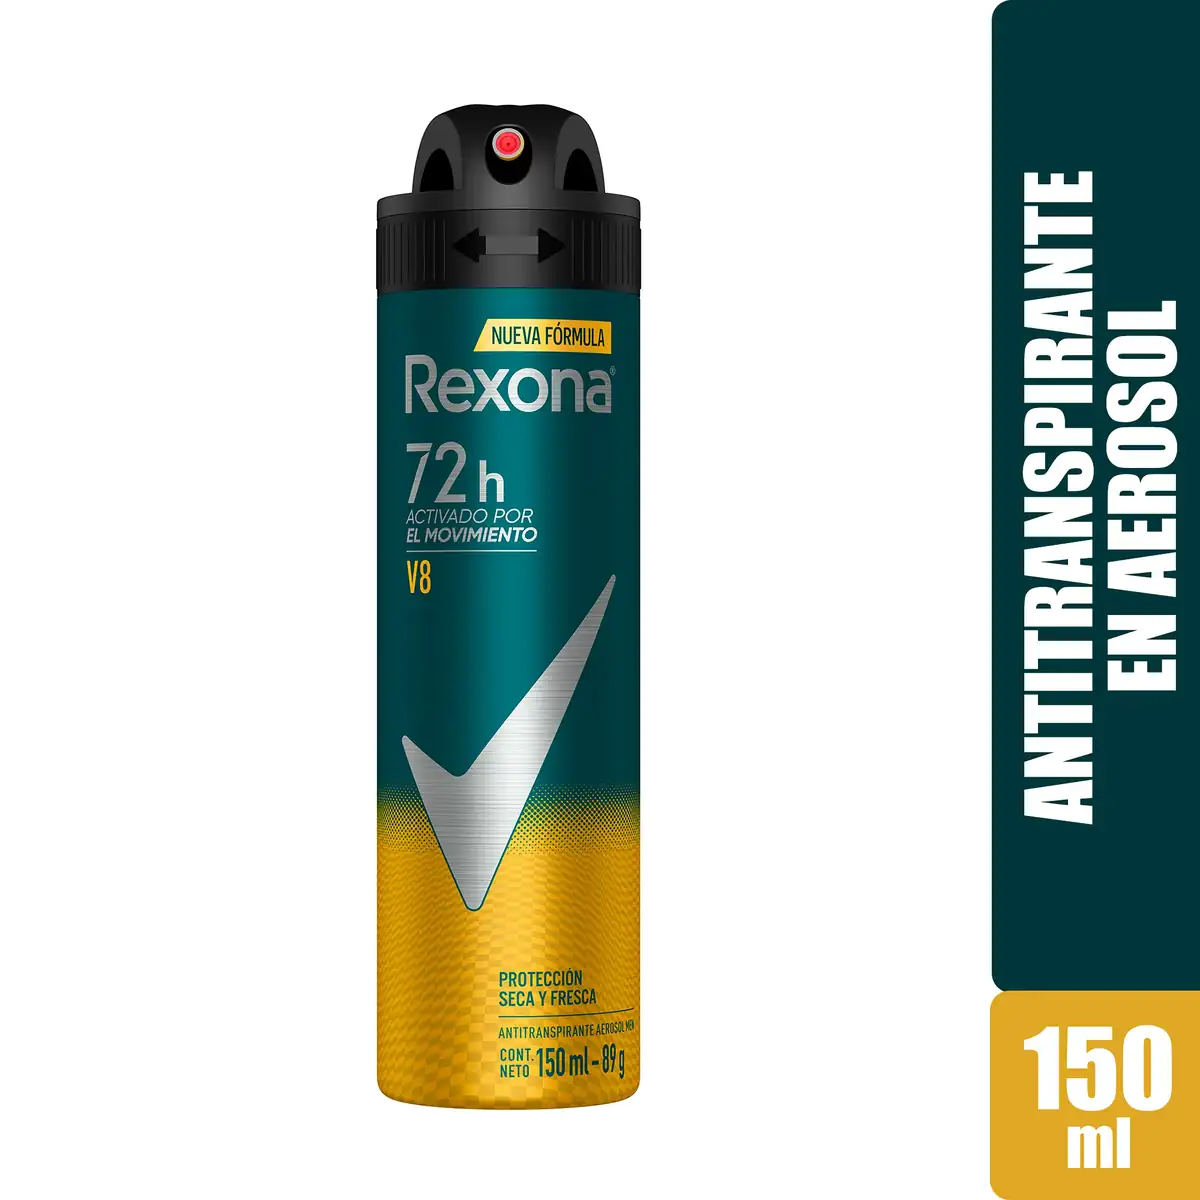 NUEVA FÓRMULA
Rexona®
72h
ACTIVADO POR
EL MOVIMIENTO
V8
PROTECCIÓN
SECA Y FRESCA
ANTITRANSPIRANTE AEROSOL MEN
CONT. NETO 150 ml - 89 g
ANTITRANSPIRANTE
EN AEROSOL
150
ml